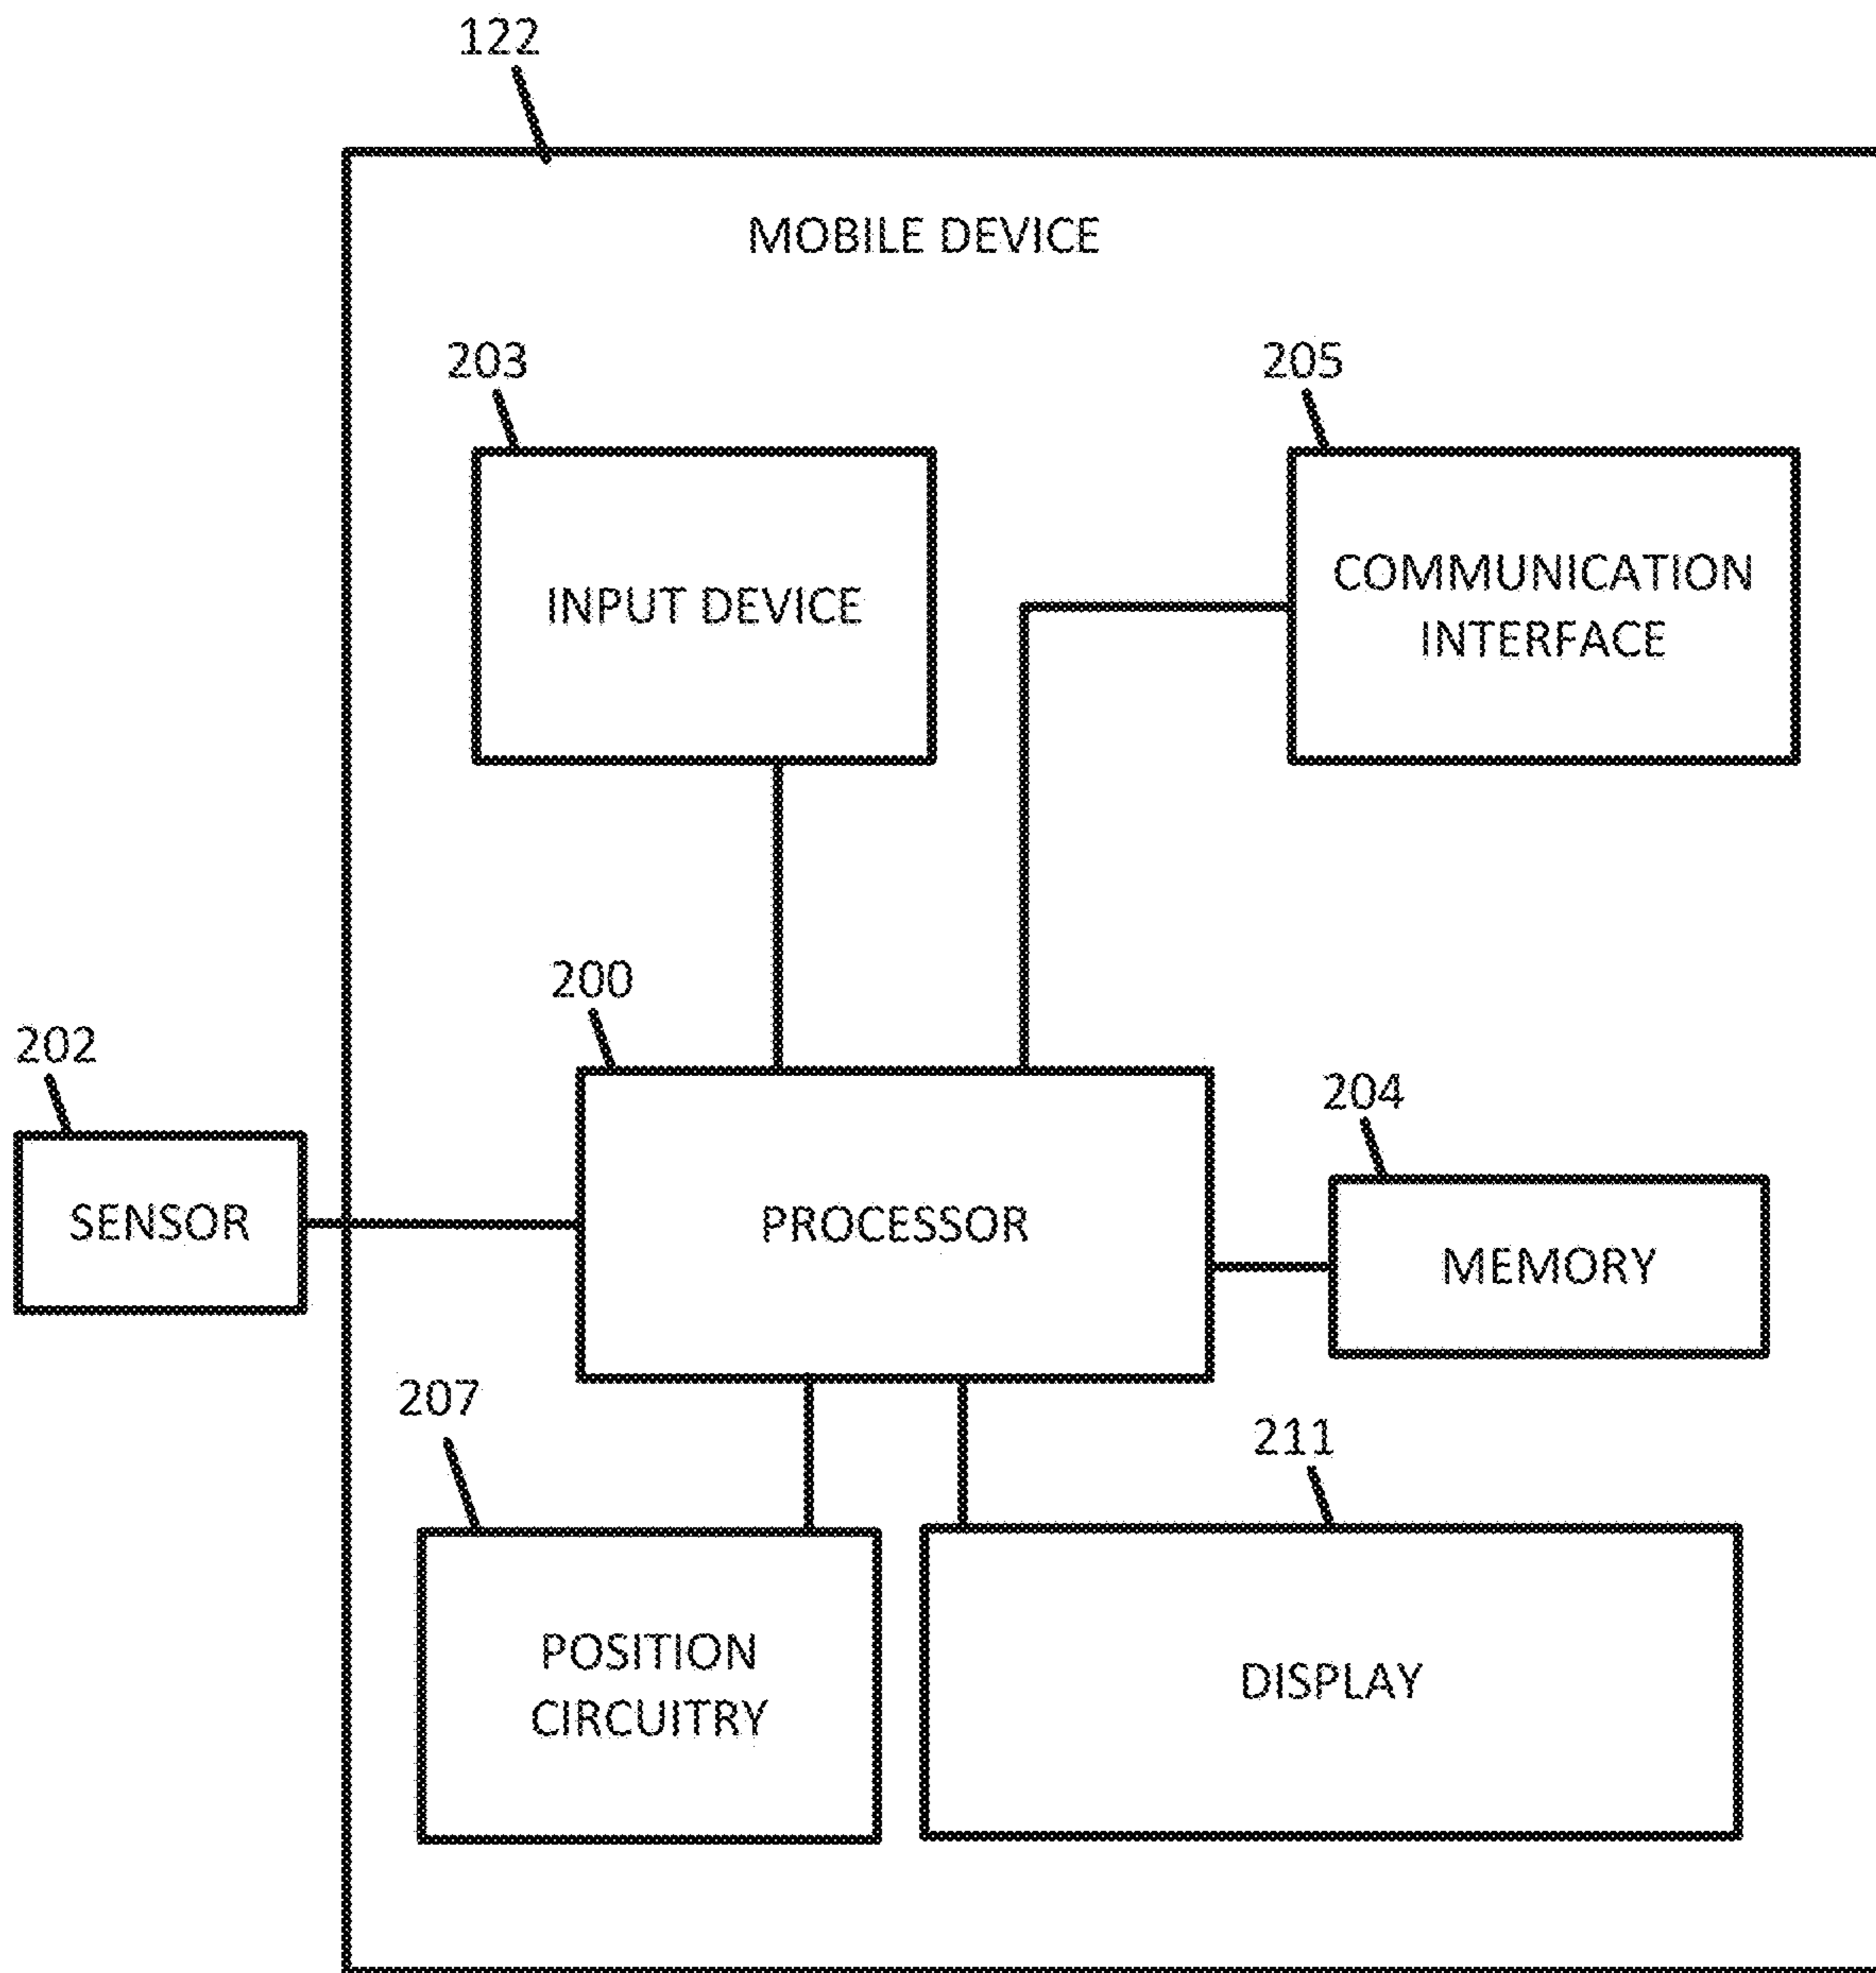 122
MOBILE DEVICE
203
205
INPUT DEVICE
COMMUNICATION
INTERFACE
200
202
204
SENSOR
PROCESSOR
MEMORY
207
211
POSITION
CIRCUITRY
DISPLAY